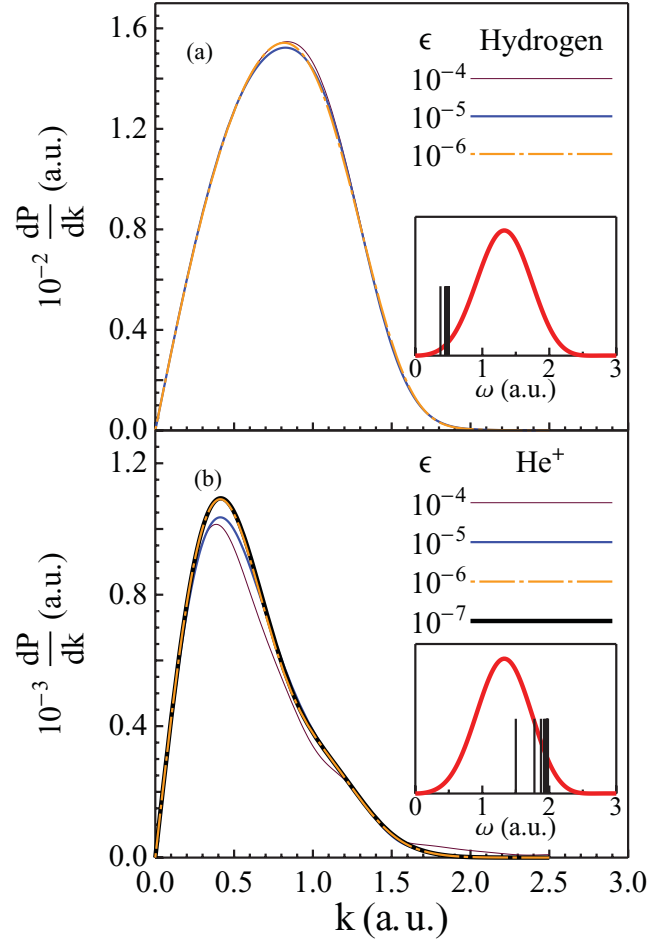 (a)
ϵ Hydrogen
10⁻⁴
10⁻⁵
10⁻⁶
1.6
1.2
0.8
0.4
0.0
10⁻² dP/dk (a.u.)
0 1 2 3
ω (a.u.)
(b)
ϵ He⁺
10⁻⁴
10⁻⁵
10⁻⁶
10⁻⁷
1.2
0.8
0.4
0.0
10⁻³ dP/dk (a.u.)
0 1 2 3
ω (a.u.)
0.0 0.5 1.0 1.5 2.0 2.5 3.0
k (a.u.)